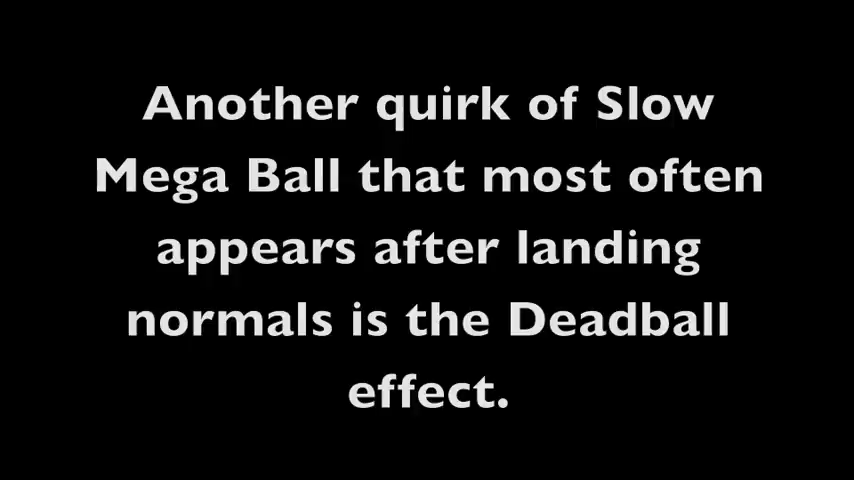 Another quirk of Slow
Mega Ball that most often
appears after landing
normals is the Deadball
effect.